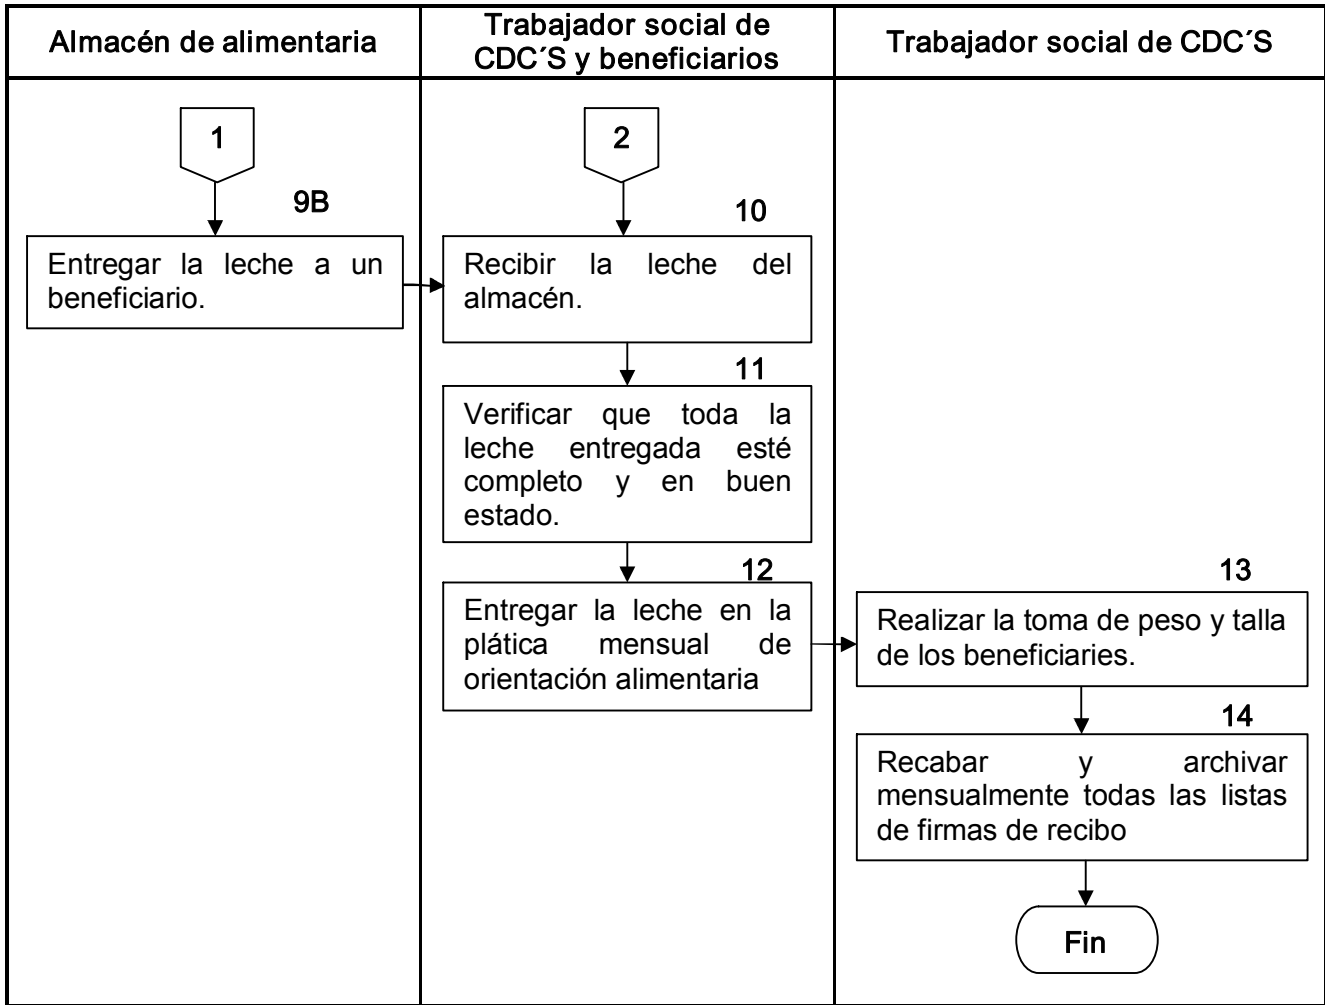 Almacén de alimentaria
Trabajador social de
CDC´S y beneficiarios
Trabajador social de CDC´S
1
9B
Entregar la leche a un
beneficiario.
2
10
Recibir la leche del
almacén.
11
Verificar que toda la
leche entregada esté
completo y en buen
estado.
12
Entregar la leche en la
plática mensual de
orientación alimentaria
13
Realizar la toma de peso y talla
de los beneficiaries.
14
Recabar y archivar
mensualmente todas las listas
de firmas de recibo
Fin